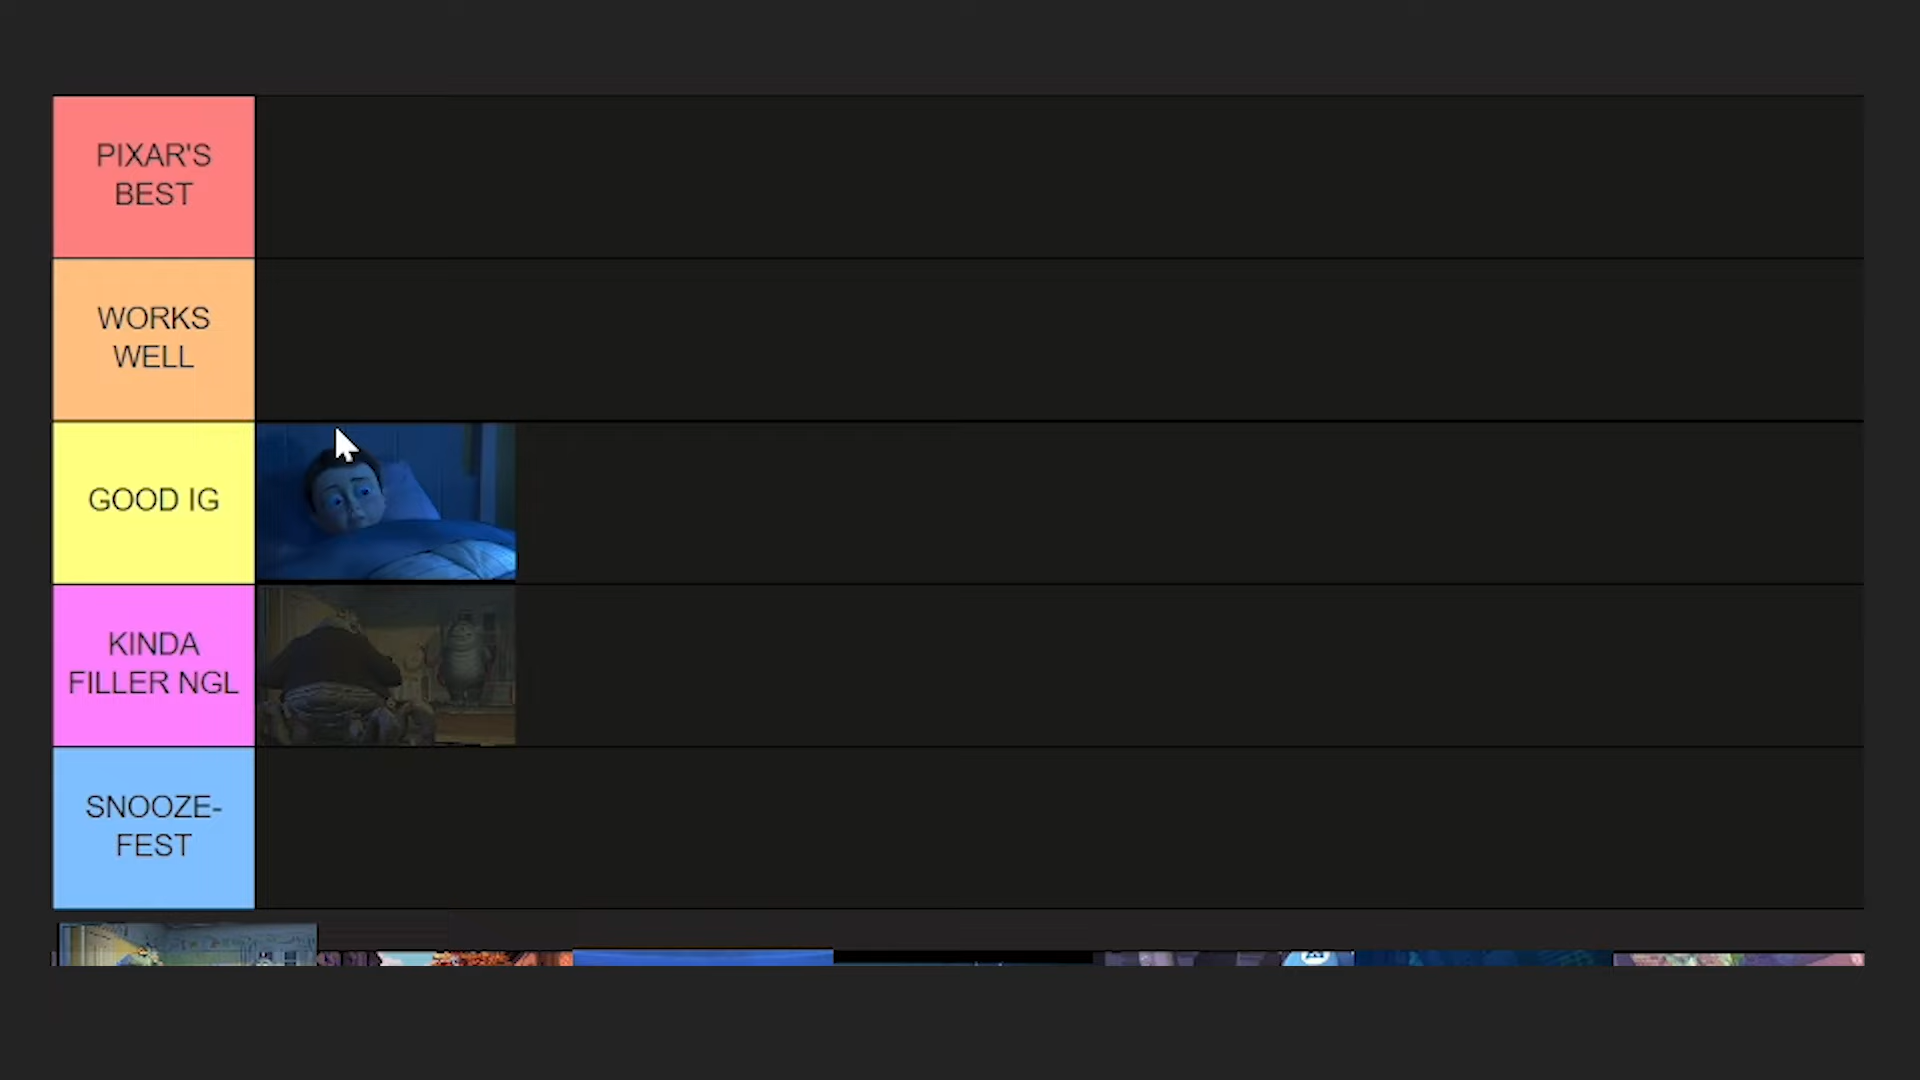 PIXAR'S
BEST
WORKS
WELL
GOOD IG
KINDA
FILLER NGL
SNOOZE-
FEST